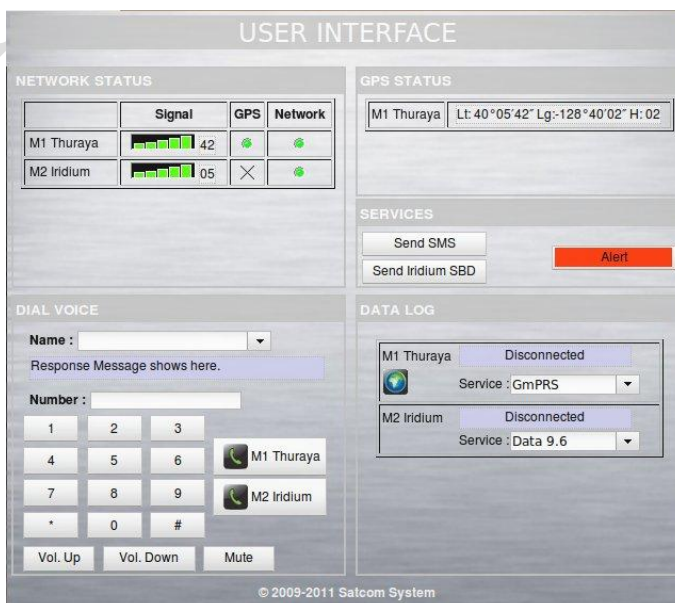 USER INTERFACE
NETWORK STATUS
Signal GPS Network
M1 Thuraya 42
M2 Iridium 05
GPS STATUS
M1 Thuraya Lt: 40°05'42" Lg:-128°40'02" H: 02
SERVICES
Send SMS
Alert
Send Iridium SBD
DIAL VOICE
Name :
Response Message shows here.
Number :
1 2 3
4 5 6
7 8 9
* 0 #
M1 Thuraya
M2 Iridium
Vol. Up Vol. Down Mute
DATA LOG
M1 Thuraya Disconnected
Service : GmPRS
M2 Iridium Disconnected
Service : Data 9.6
© 2009-2011 Satcom System